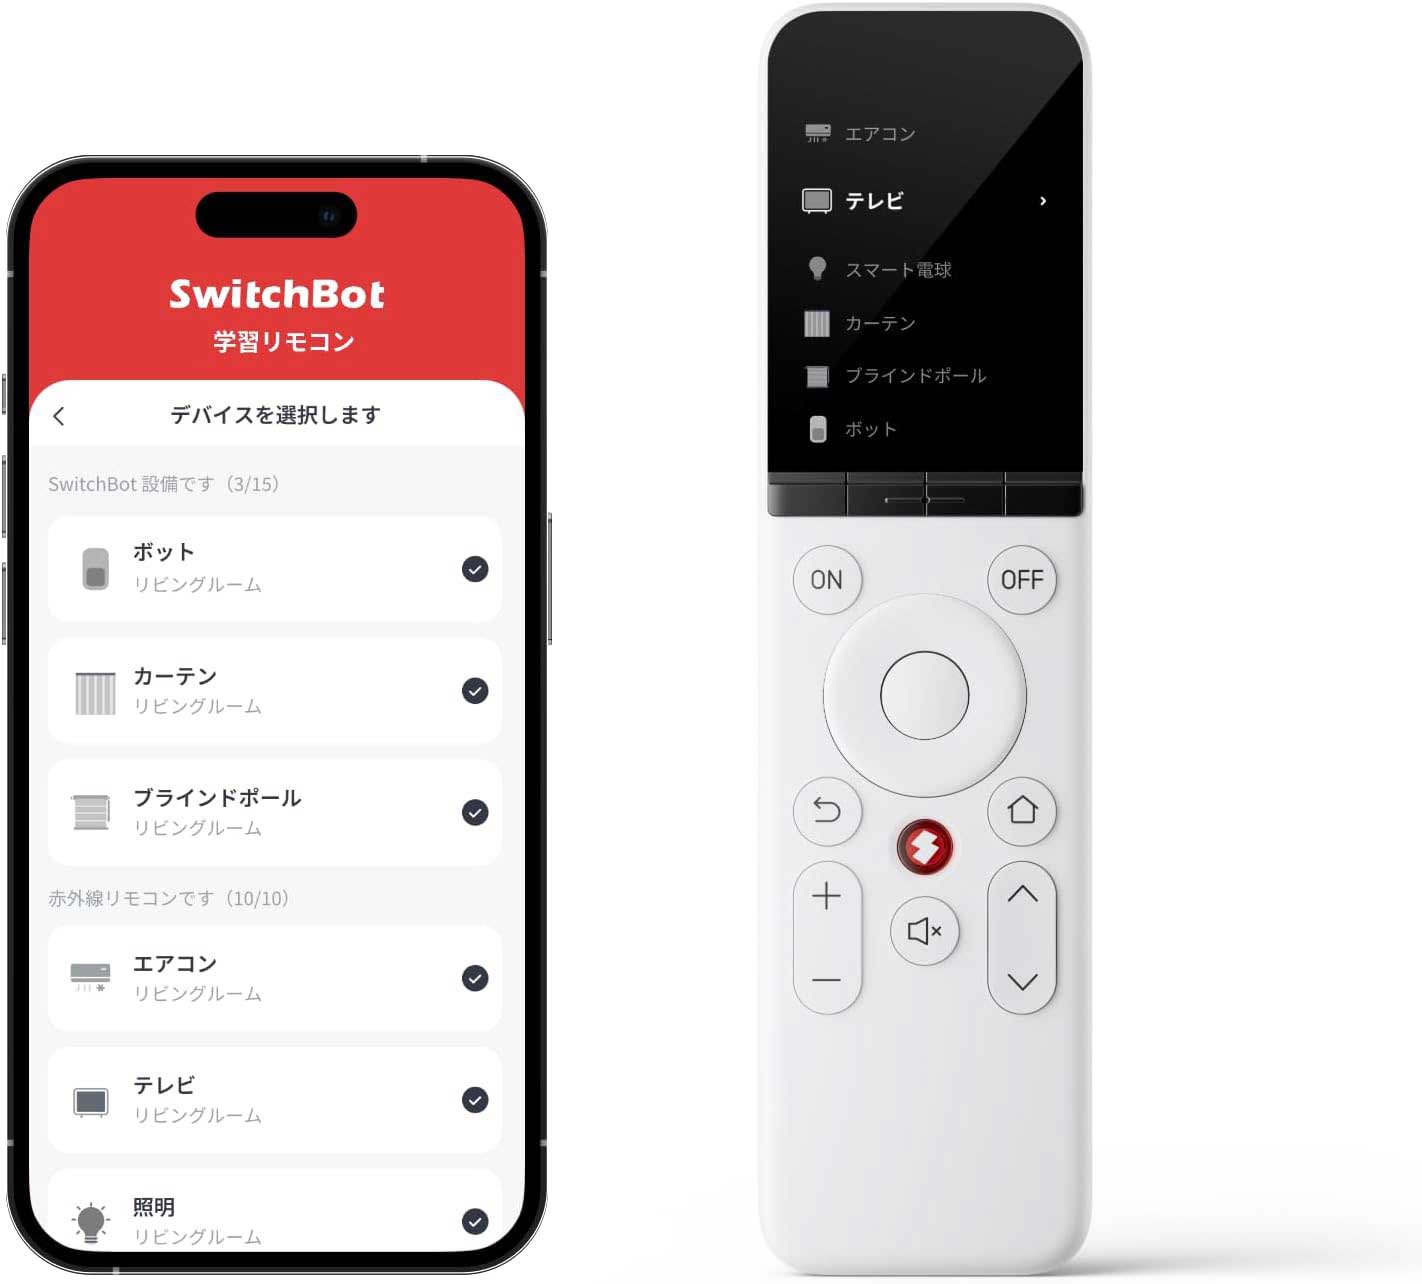 SwitchBot
学習リモコン
デバイスを選択します
SwitchBot 設備です（3/15）
ボット
リビングルーム
カーテン
リビングルーム
ブラインドポール
リビングルーム
赤外線リモコンです（10/10）
エアコン
リビングルーム
テレビ
リビングルーム
照明
リビングルーム
エアコン
テレビ
スマート電球
カーテン
ブラインドポール
ボット
ON
OFF